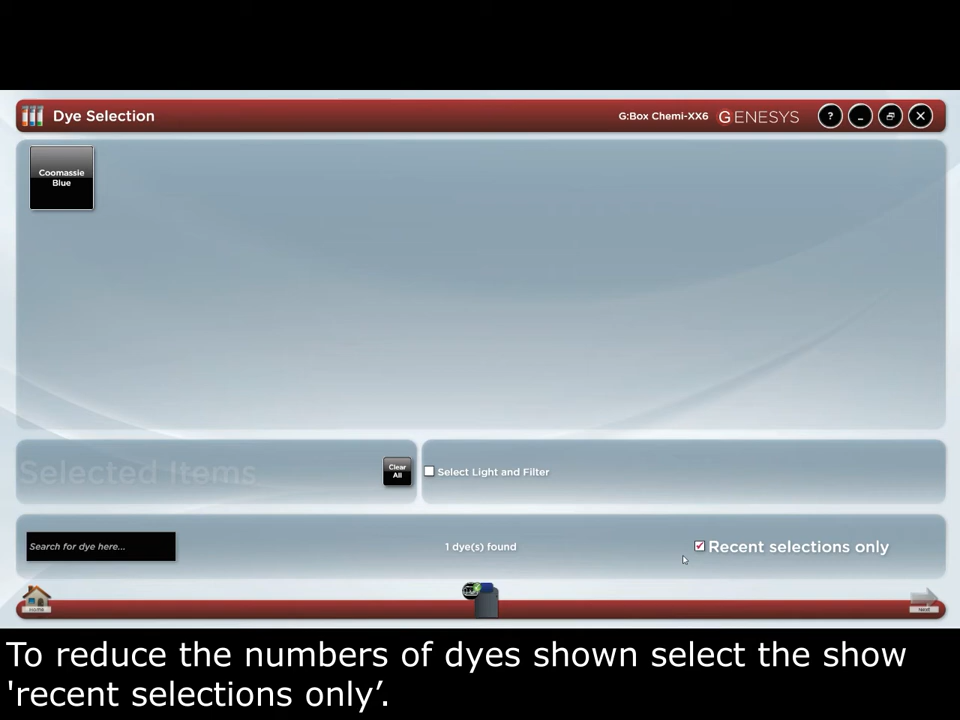 Dye Selection
G:Box Chemi-XX6 GENESYS ?
Coomassie
Blue
Selected Items
Clear
All
Select Light and Filter
Search for dye here...
1 dye(s) found
Recent selections only
Home
Next
To reduce the numbers of dyes shown select the show
'recent selections only’.